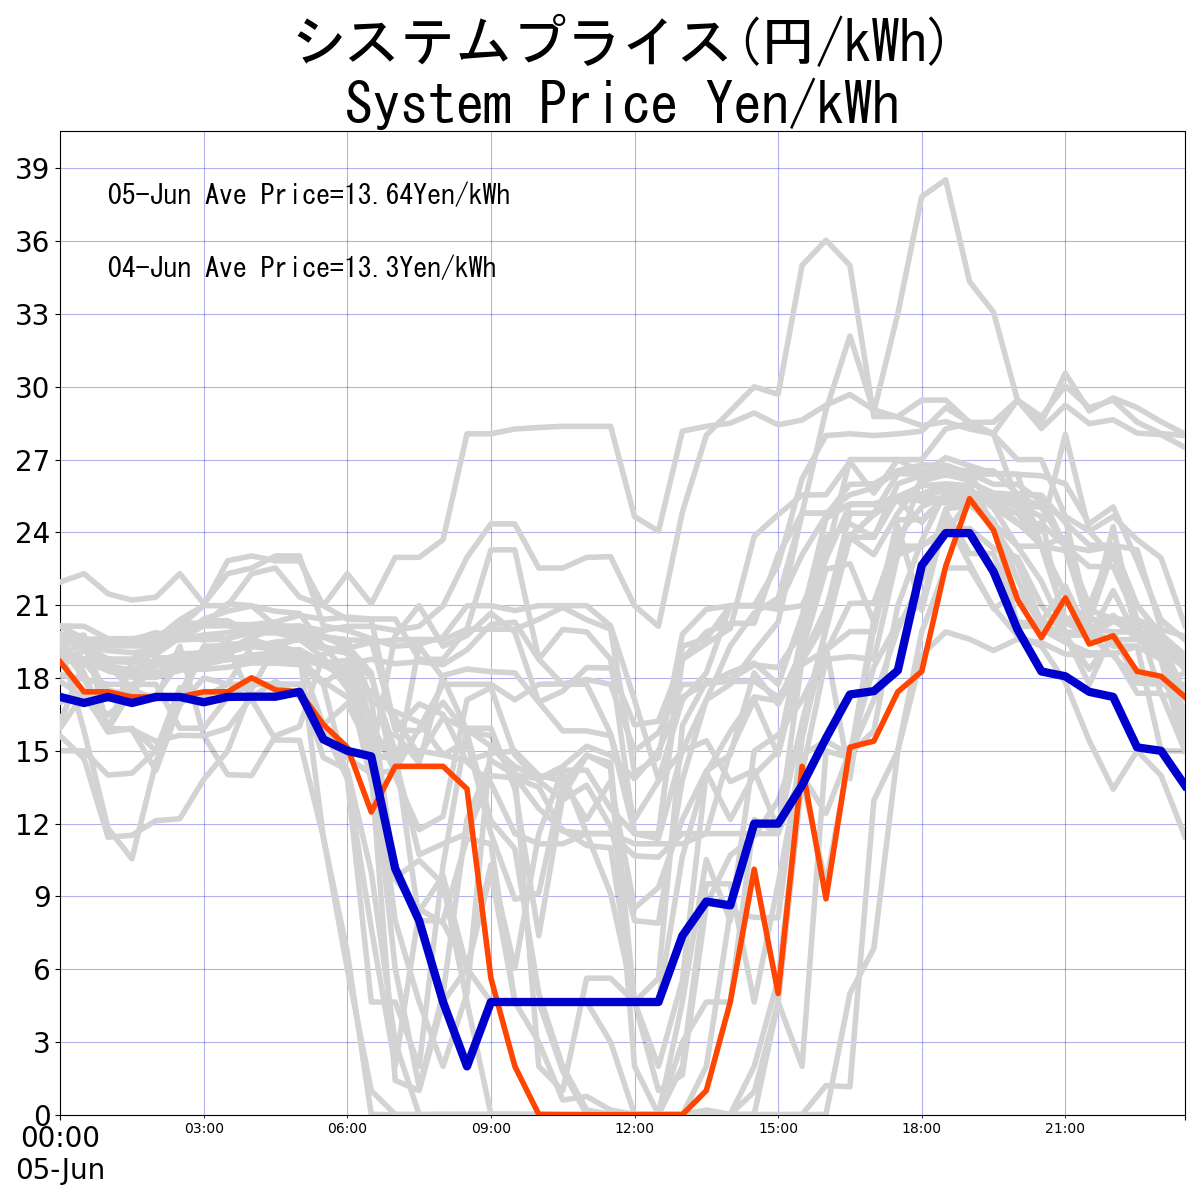 システムプライス(円/kWh)
System Price Yen/kWh
39
05-Jun Ave Price=13.64Yen/kWh
36
04-Jun Ave Price=13.3Yen/kWh
33
30
27
24
21
18
15
12
9
6
3
0
00:00 03:00 06:00 09:00 12:00 15:00 18:00 21:00
05-Jun